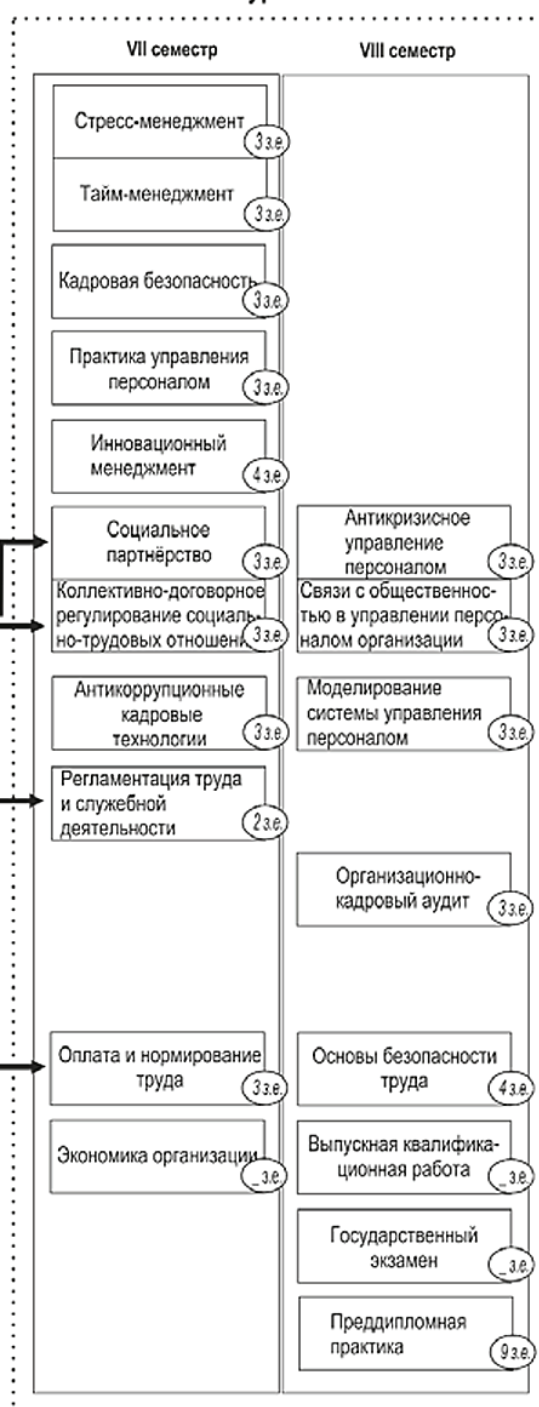 VII семестр
Стресс-менеджмент
3 з.е.
Тайм-менеджмент
3 з.е.
Кадровая безопасность
3 з.е.
Практика управления
персоналом
3 з.е.
Инновационный
менеджмент
4 з.е.
Социальное
партнёрство
3 з.е.
Коллективно-договорное
регулирование социаль-
но-трудовых отношени
3 з.е.
Антикоррупционные
кадровые
технологии
3 з.е.
Регламентация труда
и служебной
деятельности
2 з.е.
Оплата и нормирование
труда
3 з.е.
Экономика организации
_ з.е.
VIII семестр
Антикризисное
управление
персоналом
3 з.е.
Связи с общественнос-
тью в управлении персо-
налом организации
3 з.е.
Моделирование
системы управления
персоналом
3 з.е.
Организационно-
кадровый аудит
3 з.е.
Основы безопасности
труда
4 з.е.
Выпускная квалифика-
ционная работа
_ з.е.
Государственный
экзамен
_ з.е.
Преддипломная
практика
9 з.е.